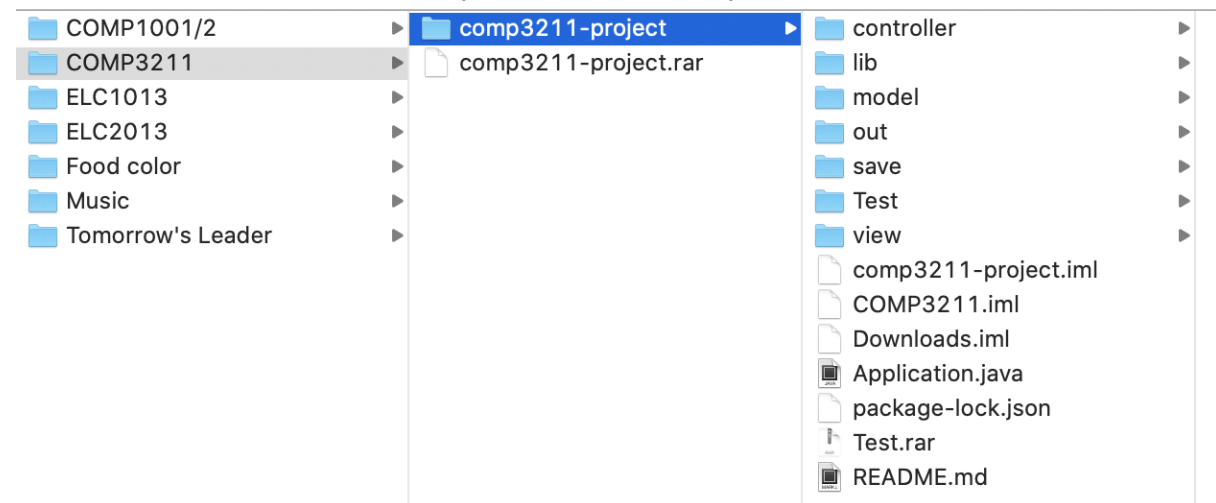 COMP1001/2
COMP3211
ELC1013
ELC2013
Food color
Music
Tomorrow's Leader
comp3211-project
comp3211-project.rar
controller
lib
model
out
save
Test
view
comp3211-project.iml
COMP3211.iml
Downloads.iml
Application.java
package-lock.json
Test.rar
README.md